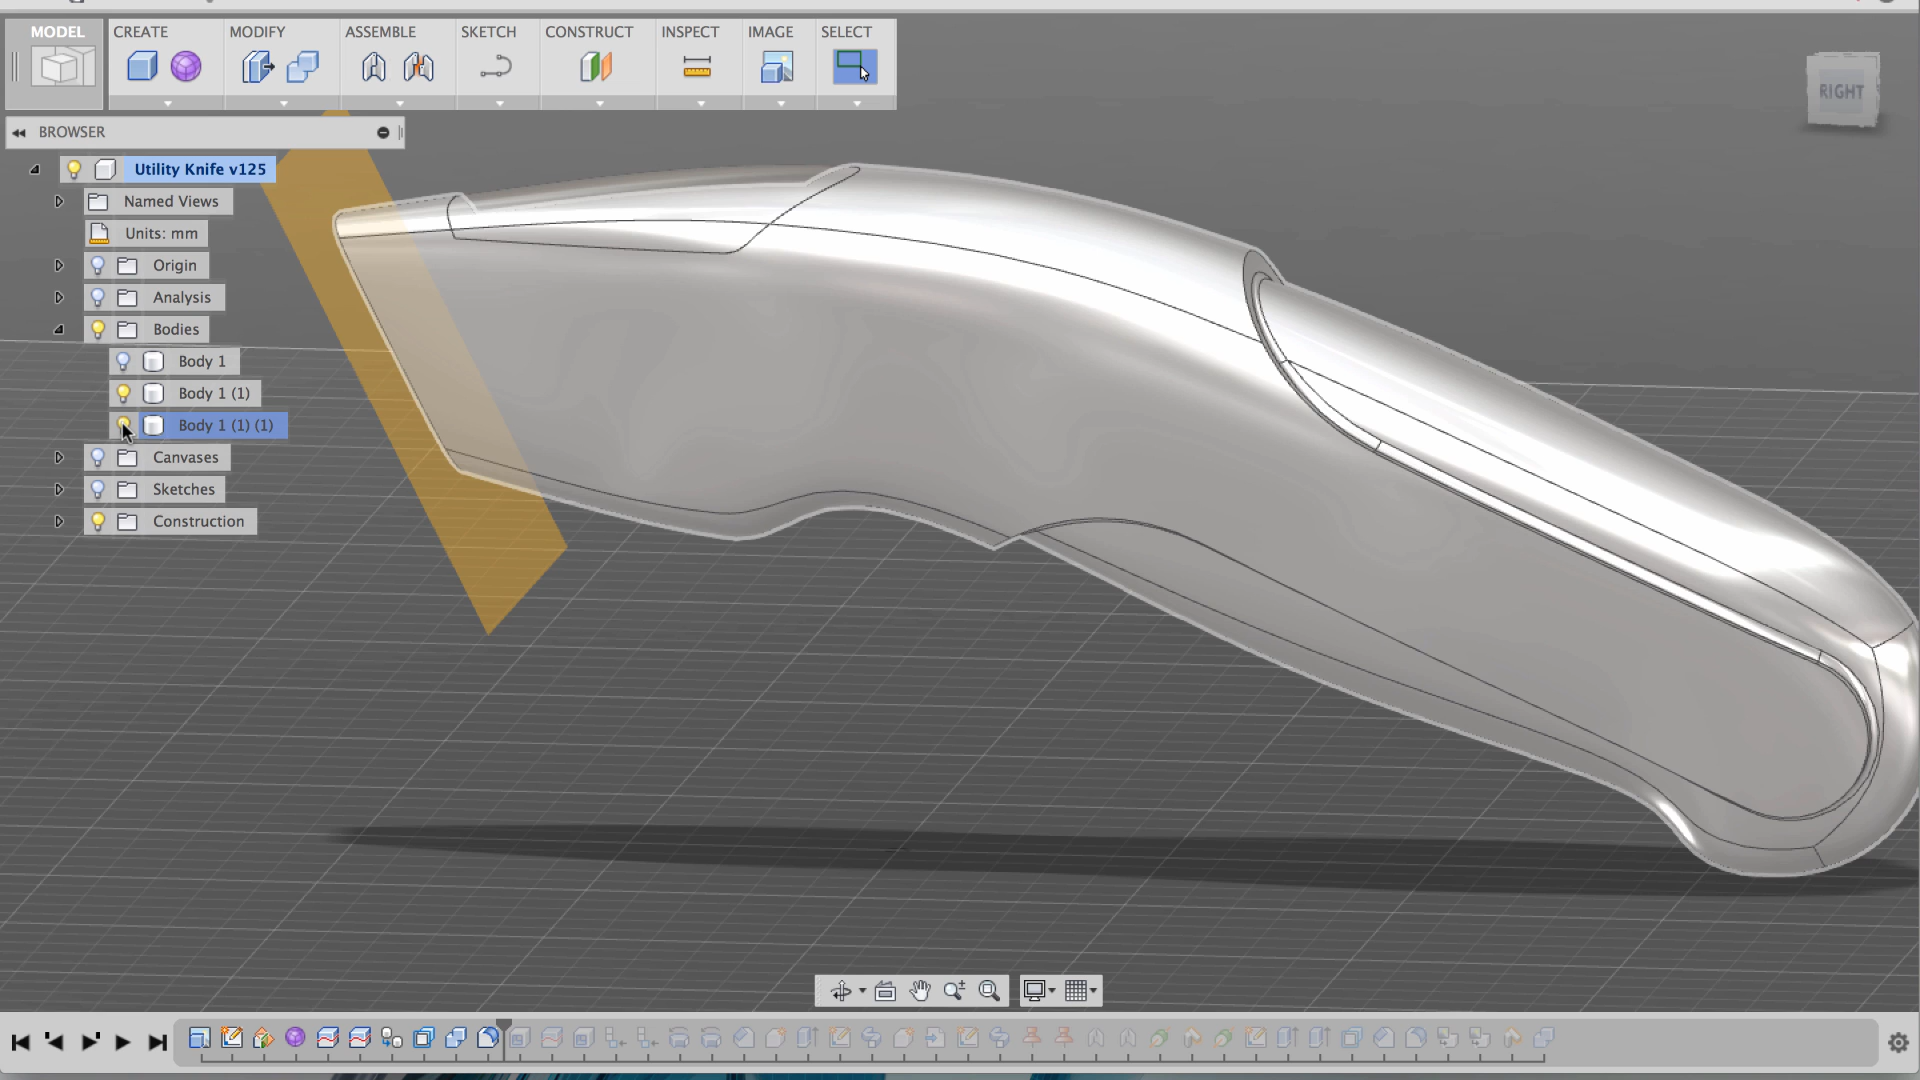 MODEL
CREATE
MODIFY
ASSEMBLE
SKETCH
CONSTRUCT
INSPECT
IMAGE
SELECT
RIGHT
BROWSER
Utility Knife v125
Named Views
Units: mm
Origin
Analysis
Bodies
Body 1
Body 1 (1)
Body 1 (1) (1)
Canvases
Sketches
Construction